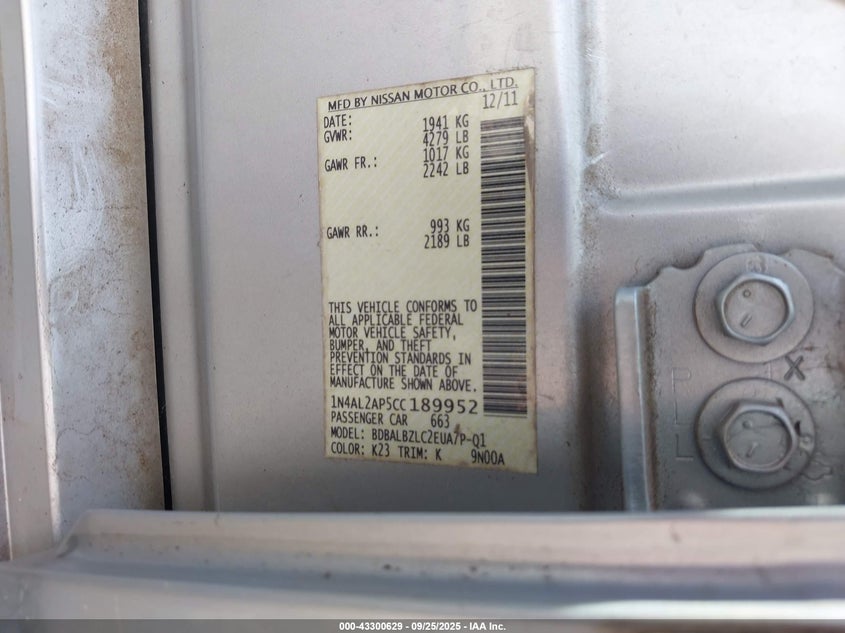 MFD BY NISSAN MOTOR CO., LTD.
DATE: 12/11
GVWR: 1941 KG
4279 LB
GAWR FR.: 1017 KG
2242 LB
GAWR RR.: 993 KG
2189 LB
THIS VEHICLE CONFORMS TO
ALL APPLICABLE FEDERAL
MOTOR VEHICLE SAFETY,
BUMPER, AND THEFT
PREVENTION STANDARDS IN
EFFECT ON THE DATE OF
MANUFACTURE SHOWN ABOVE.
1N4AL2AP5CC189952
PASSENGER CAR 663
MODEL: BDBALBZLC2EUA7P-Q1
COLOR: K23 TRIM: K 9N00A
000-43300629 - 09/25/2025 - IAA Inc.